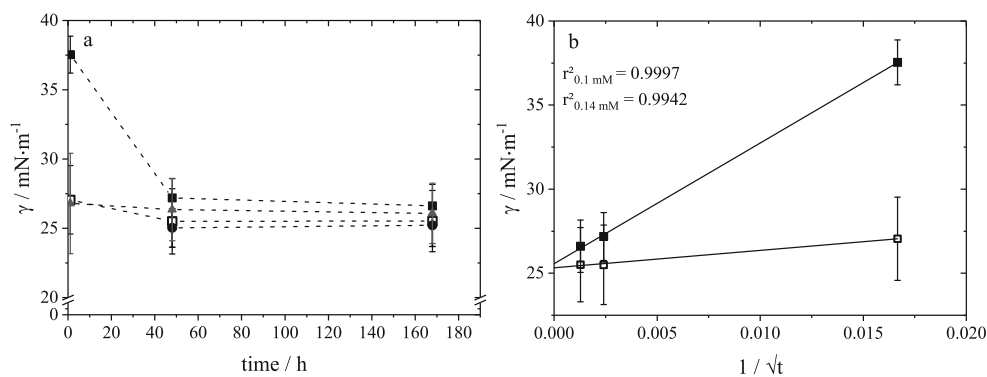 40
35
30
25
20
0
γ / mN·m⁻¹
a
0 20 40 60 80 100 120 140 160 180
time / h
40
35
30
25
γ / mN·m⁻¹
b
r²0.1 mM = 0.9997
r²0.14 mM = 0.9942
0.000 0.005 0.010 0.015 0.020
1 / √t